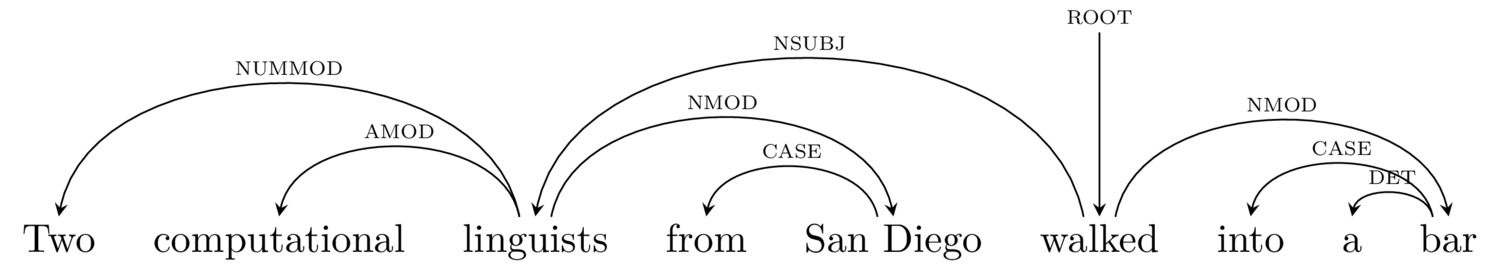 ROOT
NSUBJ
NUMMOD
NMOD
NMOD
AMOD
CASE
CASE
DET
Two computational linguists from San Diego walked into a bar